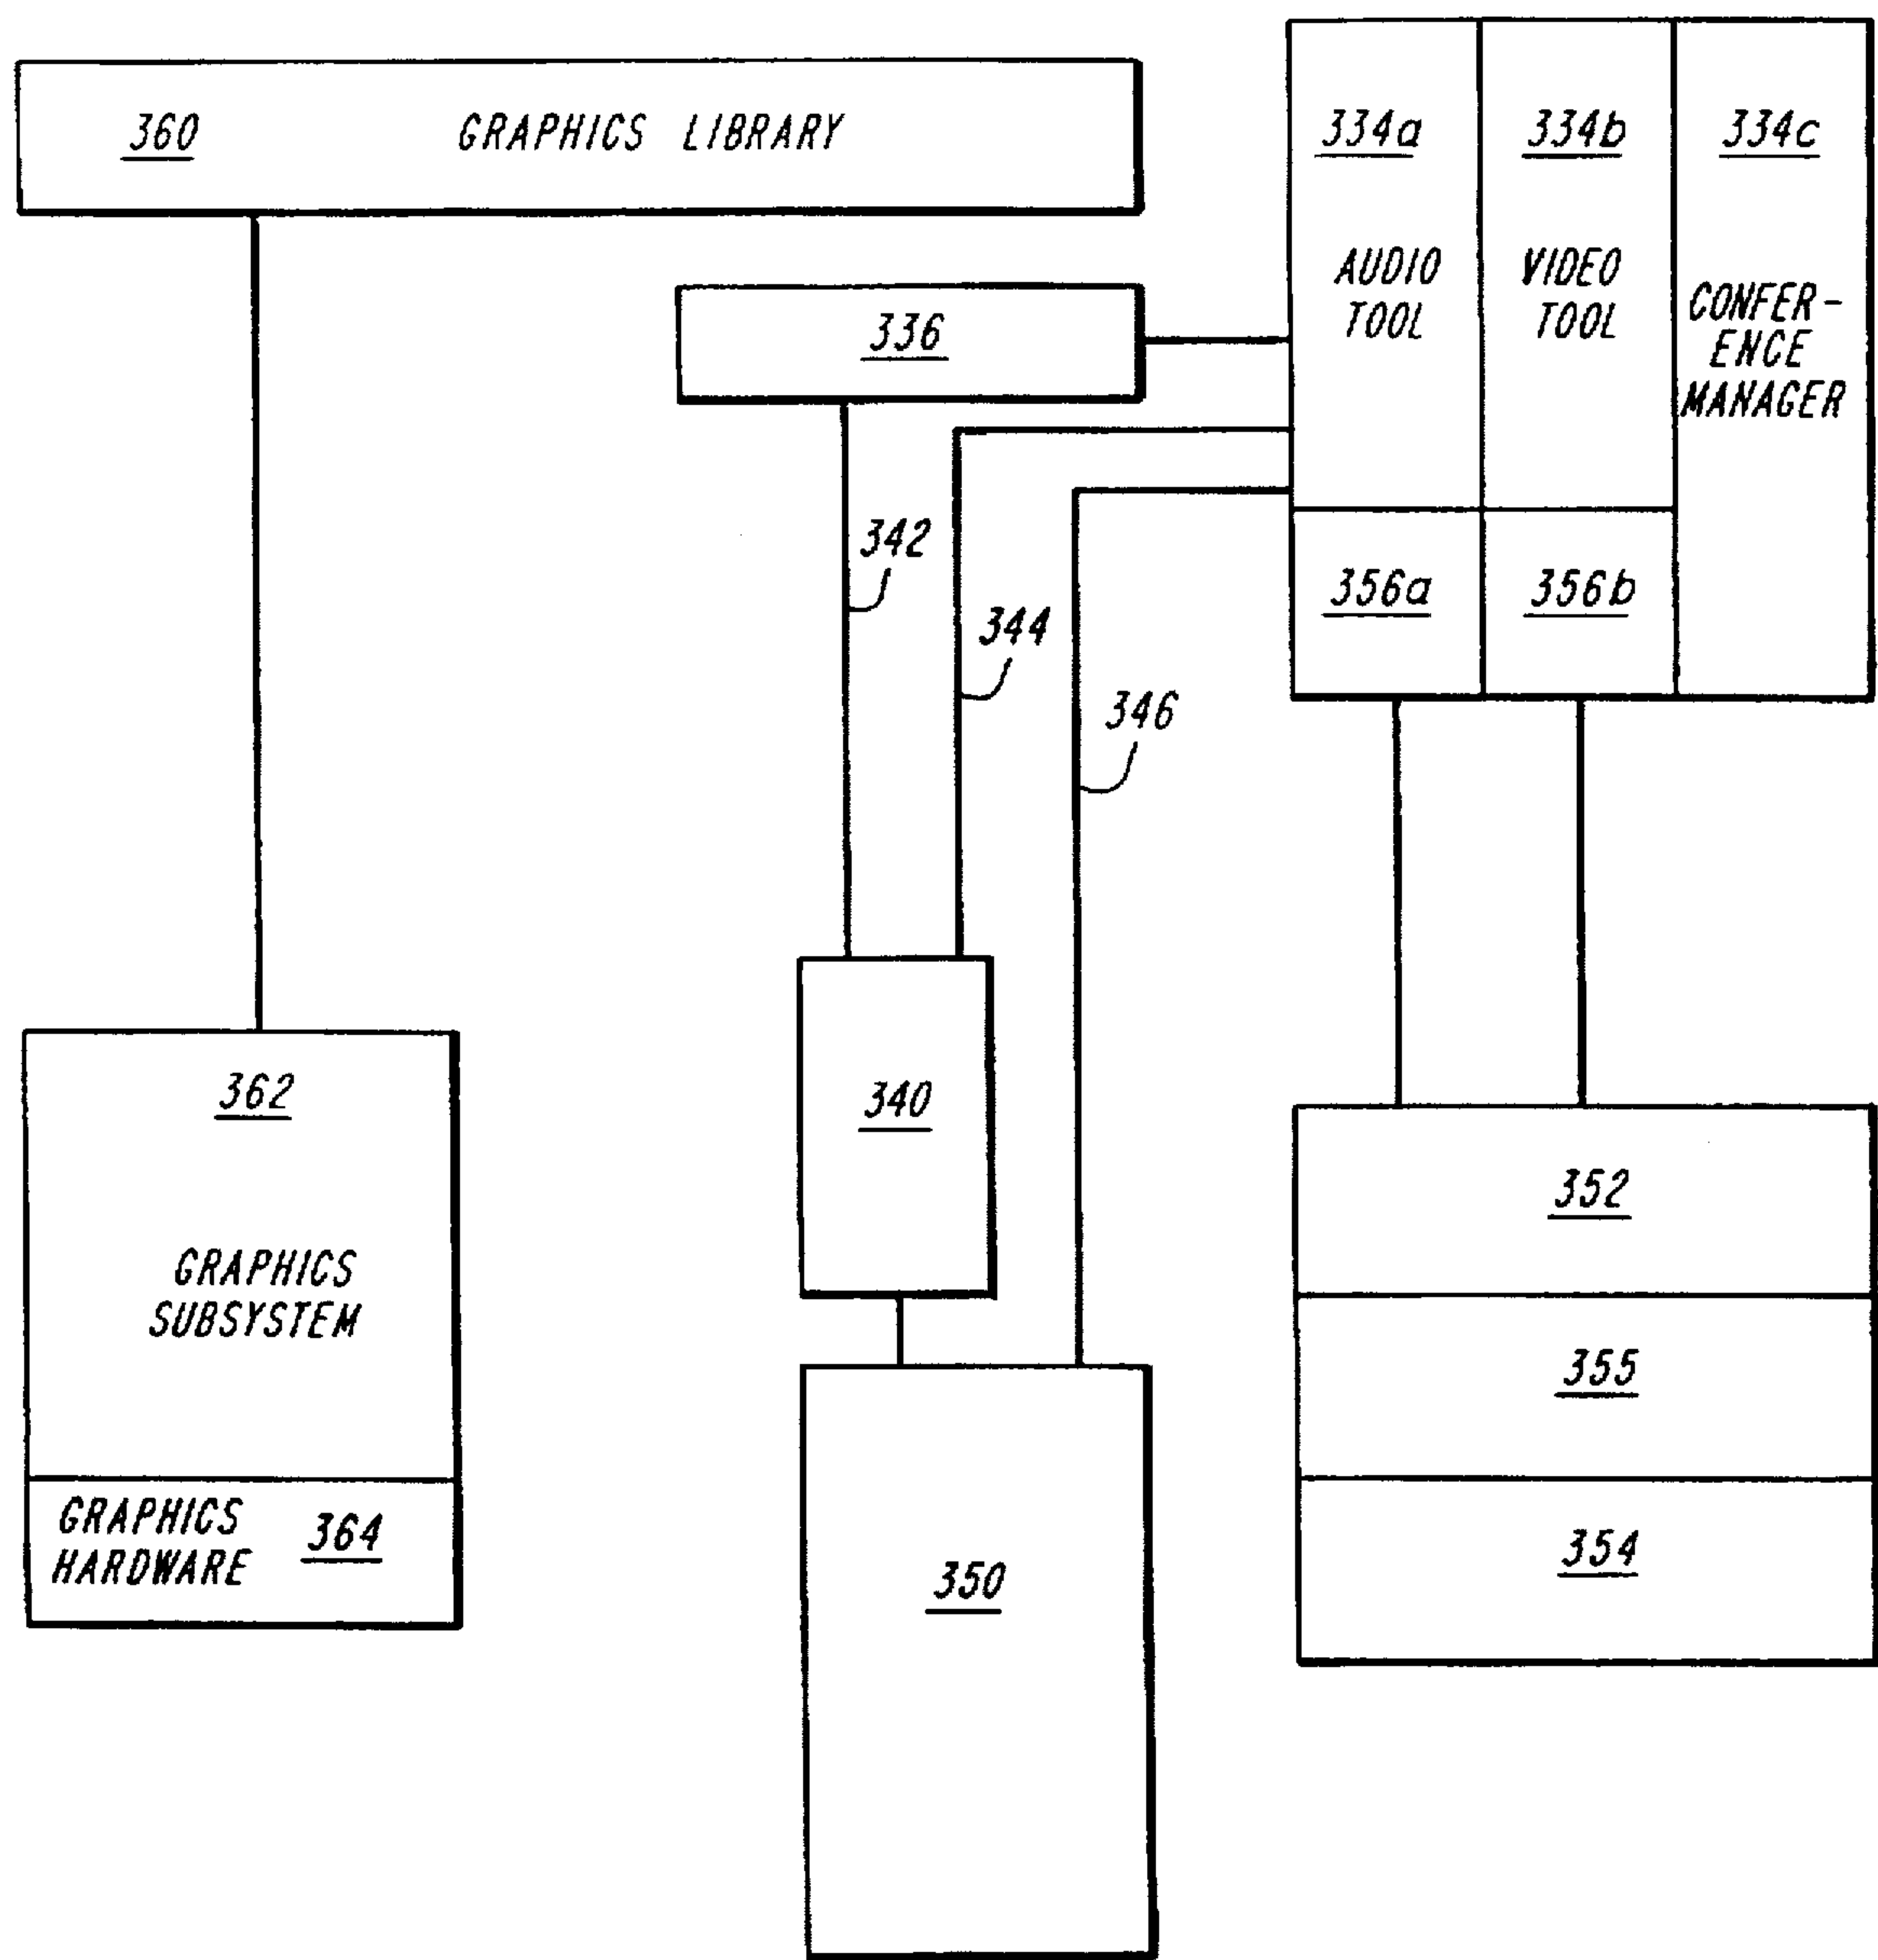 360 GRAPHICS LIBRARY
334a
AUDIO
TOOL
334b
VIDEO
TOOL
334c
CONFER-
ENCE
MANAGER
336
342
344
346
356a
356b
340
362
GRAPHICS
SUBSYSTEM
GRAPHICS
HARDWARE
364
350
352
355
354